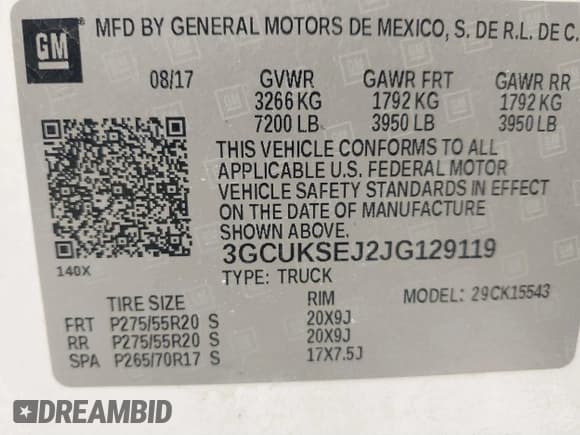 GM
MFD BY GENERAL MOTORS DE MEXICO, S. DE R.L. DE C.
08/17 GVWR GAWR FRT GAWR RR
3266 KG 1792 KG 1792 KG
7200 LB 3950 LB 3950 LB
THIS VEHICLE CONFORMS TO ALL
APPLICABLE U.S. FEDERAL MOTOR
VEHICLE SAFETY STANDARDS IN EFFECT
ON THE DATE OF MANUFACTURE
SHOWN ABOVE.
3GCUKSEJ2JG129119
140X
TYPE: TRUCK
MODEL: 29CK15543
TIRE SIZE RIM
FRT P275/55R20 S 20X9J
RR P275/55R20 S 20X9J
SPA P265/70R17 S 17X7.5J
DREAMBID